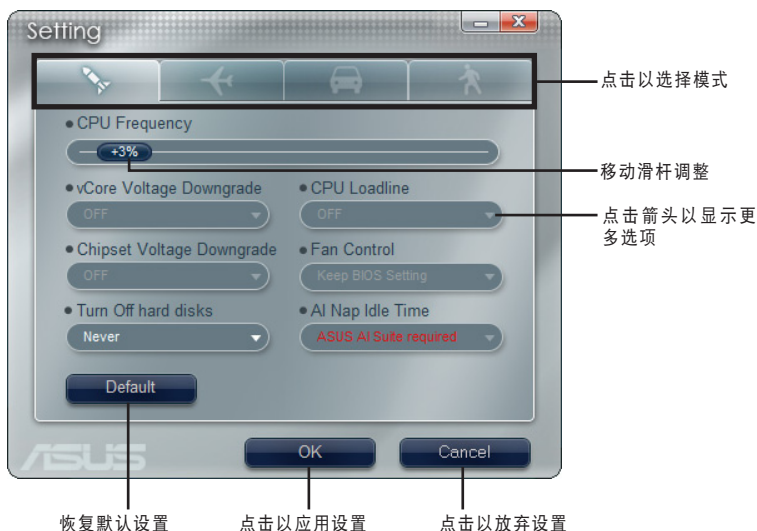 Setting
点击以选择模式
CPU Frequency
+3%
移动滑杆调整
vCore Voltage Downgrade
CPU Loadline
OFF
OFF
点击箭头以显示更
多选项
Chipset Voltage Downgrade
Fan Control
OFF
Keep BIOS Setting
Turn Off hard disks
AI Nap Idle Time
Never
ASUS AI Suite required
Default
ASUS
OK
Cancel
恢复默认设置
点击以应用设置
点击以放弃设置